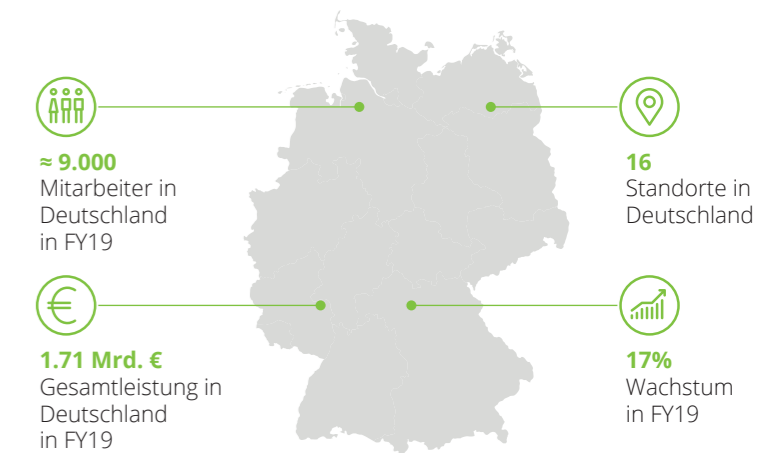 ≈ 9.000
Mitarbeiter in
Deutschland
in FY19
16
Standorte in
Deutschland
1.71 Mrd. €
Gesamtleistung in
Deutschland
in FY19
17%
Wachstum
in FY19